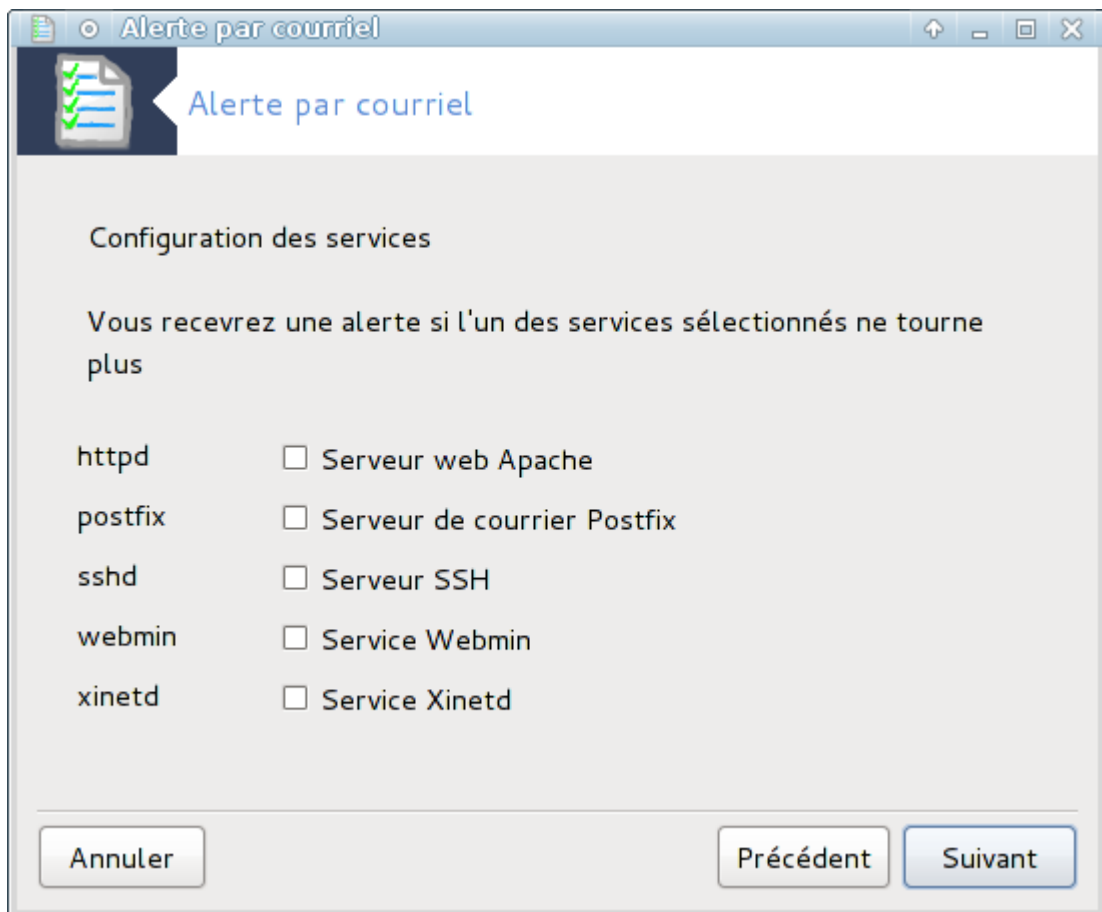 Alerte par courriel
Alerte par courriel
Configuration des services
Vous recevrez une alerte si l'un des services sélectionnés ne tourne
plus
httpd Serveur web Apache
postfix Serveur de courrier Postfix
sshd Serveur SSH
webmin Service Webmin
xinetd Service Xinetd
Annuler Précédent Suivant